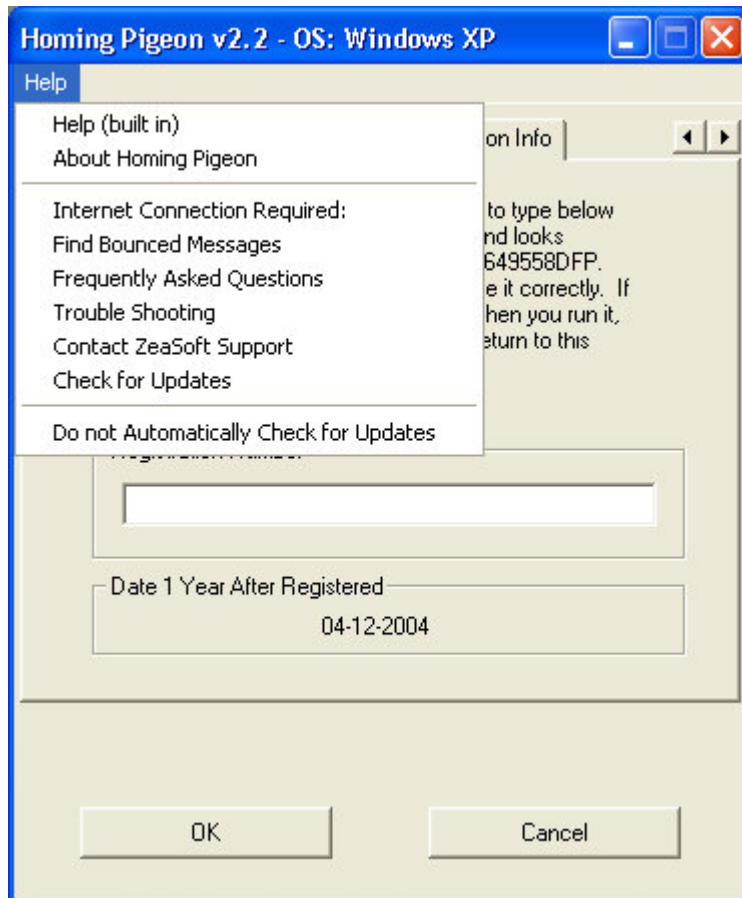 Homing Pigeon v2.2 - OS: Windows XP
Help
Help (built in)
About Homing Pigeon
Internet Connection Required:
Find Bounced Messages
Frequently Asked Questions
Trouble Shooting
Contact ZeaSoft Support
Check for Updates
Do not Automatically Check for Updates
on Info
to type below
nd looks
649558DFP.
e it correctly. If
hen you run it,
eturn to this
Registration Number
Date 1 Year After Registered
04-12-2004
OK
Cancel